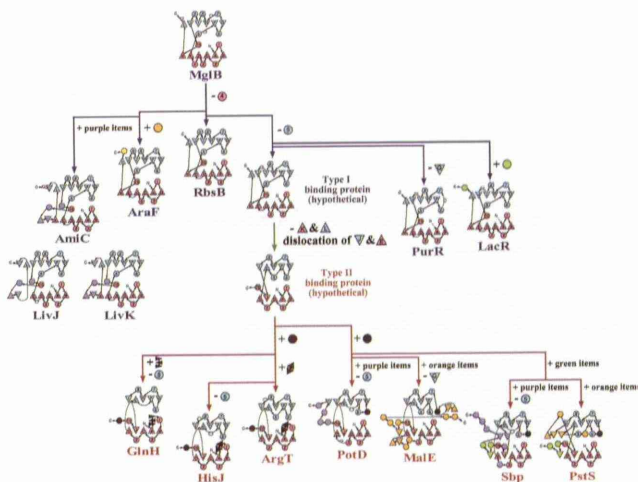 MglB
+ purple items
+
-
-
-
+
AmiC
AraF
RbsB
Type I
binding protein
(hypothetical)
PurR
LacR
- &
dislocation of &
LivJ
LivK
Type II
binding protein
(hypothetical)
+
-
+
+
+
-
+ purple items
-
+ orange items
-
+ green items
+ purple items
-
+ orange items
GlnH
HisJ
ArgT
PotD
MalE
Sbp
PstS